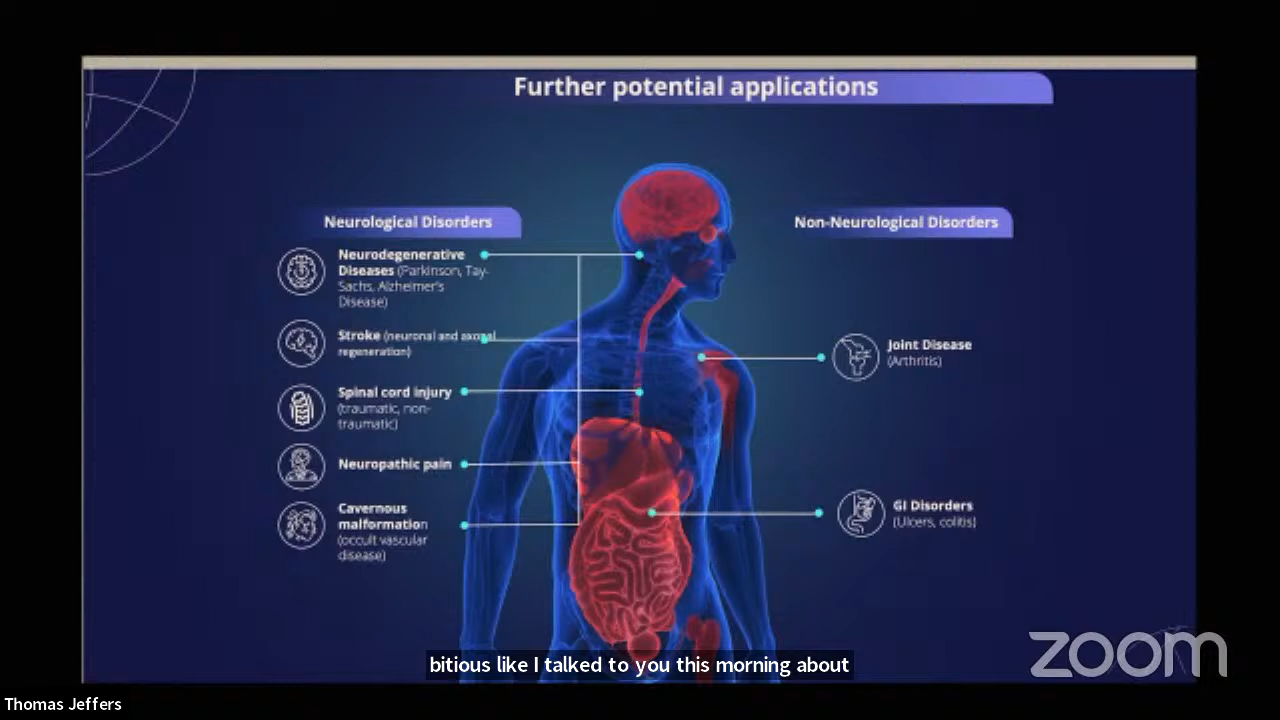 Further potential applications
Neurological Disorders
Neurodegenerative
Diseases (Parkinson, Tay-
Sachs, Alzheimer's
Disease)
Stroke (neuronal and axonal
regeneration)
Spinal cord injury
(traumatic, non-
traumatic)
Neuropathic pain
Cavernous
malformation
(occult vascular
disease)
Non-Neurological Disorders
Joint Disease
(Arthritis)
GI Disorders
(Ulcers, colitis)
bitious like I talked to you this morning about
zoom
Thomas Jeffers